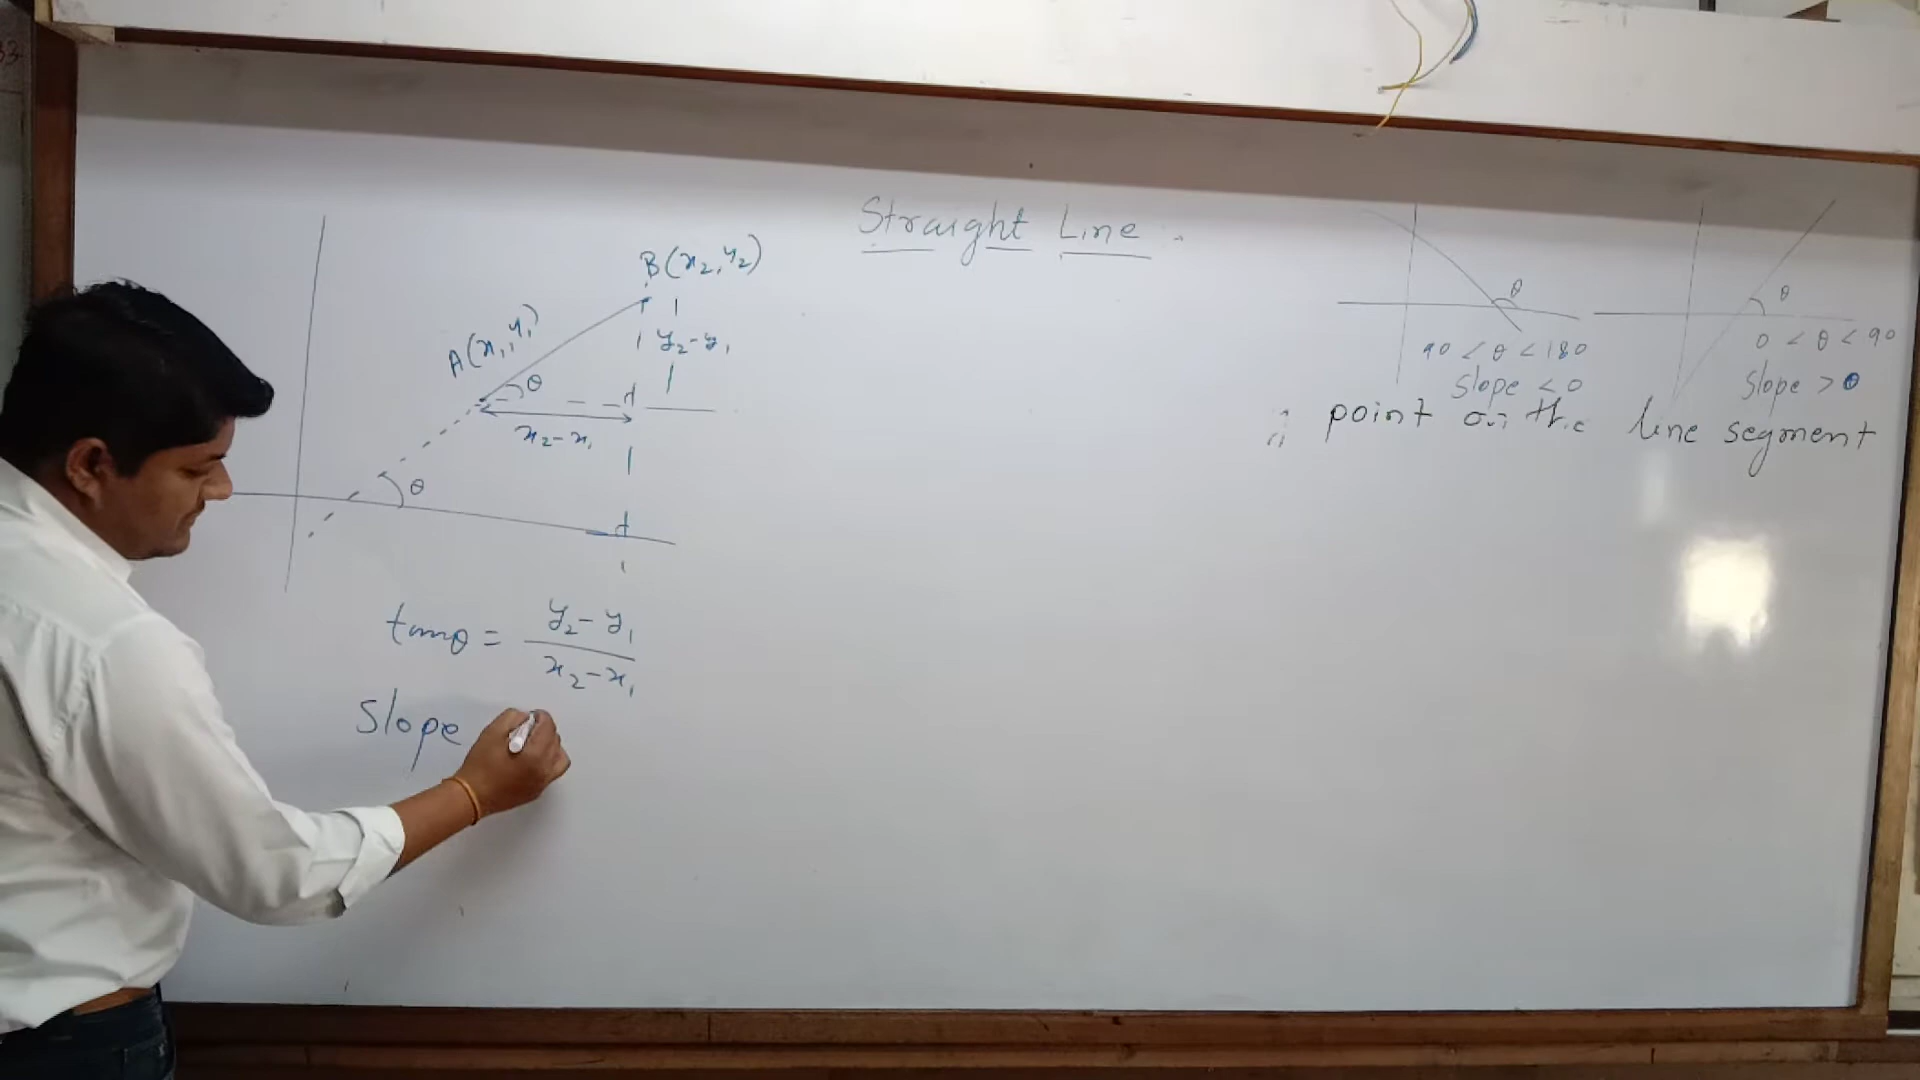 Straight Line
B(x₂, y₂)
A(x₁, y₁)
y₂-y₁
θ
x₂-x₁
θ
tanθ = y₂-y₁ / x₂-x₁
Slope
θ
90 < θ < 180
Slope < 0
θ
0 < θ < 90
Slope > 0
point on the line segment